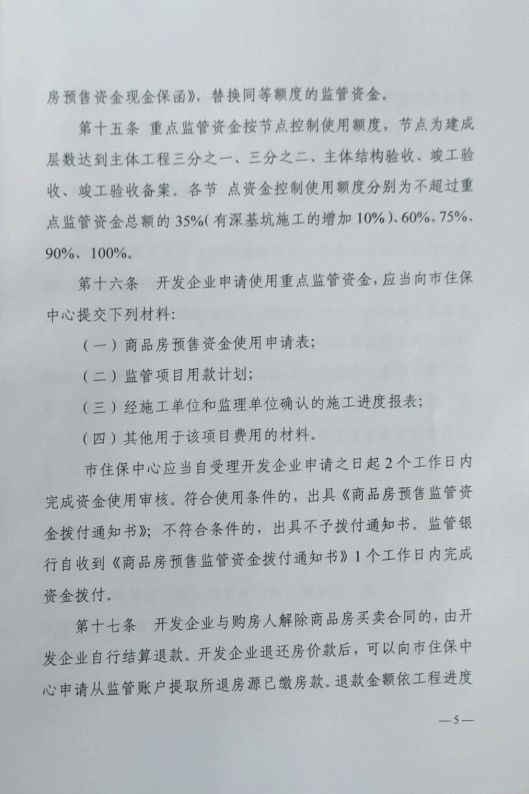 房预售资金现金保函》，替换同等额度的监管资金。
第十五条 重点监管资金按节点控制使用额度，节点为建成
层数达到主体工程三分之一、三分之二、主体结构验收、竣工验
收、竣工验收备案。各节 点资金控制使用额度分别为不超过重
点监管资金总额的 35%（有深基坑施工的增加 10%）、60%、75%、
90%、100%。
第十六条 开发企业申请使用重点监管资金，应当向市住保
中心提交下列材料：
（一）商品房预售资金使用申请表；
（二）监管项目用款计划；
（三）经施工单位和监理单位确认的施工进度报表；
（四）其他用于该项目费用的材料。
市住保中心应当自受理开发企业申请之日起 2 个工作日内
完成资金使用审核。符合使用条件的，出具《商品房预售监管资
金拨付通知书》；不符合条件的，出具不予拨付通知书。监管银
行自收到《商品房预售监管资金拨付通知书》1 个工作日内完成
资金拨付。
第十七条 开发企业与购房人解除商品房买卖合同的，由开
发企业自行结算退款。开发企业退还房价款后，可以向市住保中
心申请从监管账户提取所退房源已缴房款。退款金额依工程进度
—5—